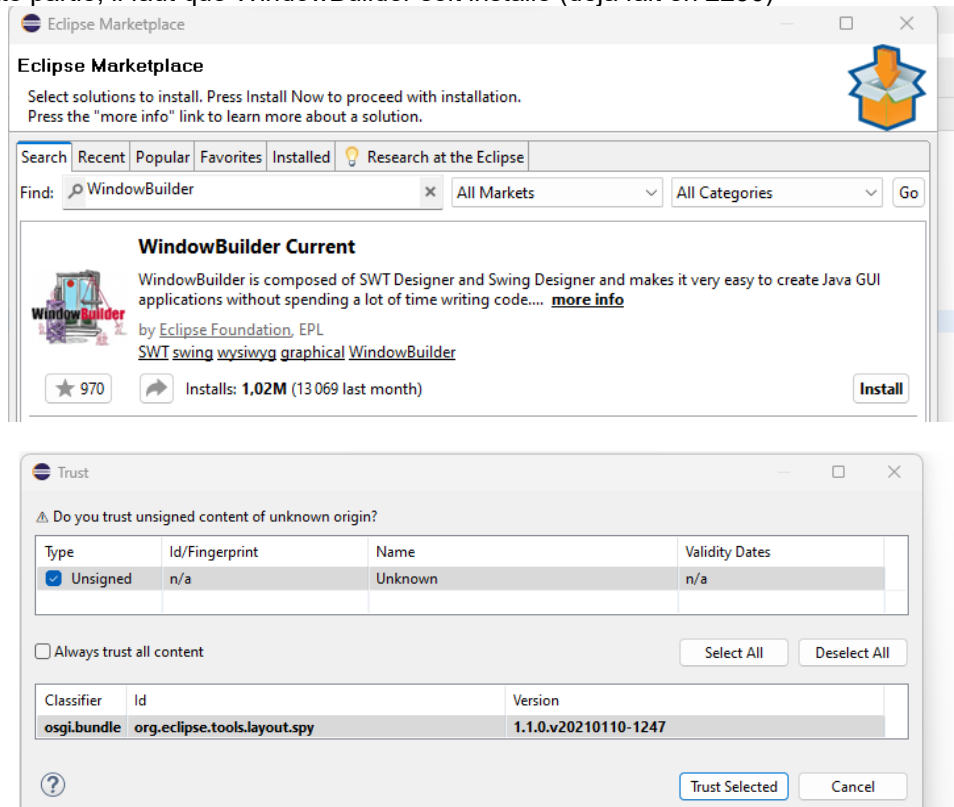 Eclipse Marketplace
Eclipse Marketplace
Select solutions to install. Press Install Now to proceed with installation.
Press the "more info" link to learn more about a solution.
Search Recent Popular Favorites Installed Research at the Eclipse
Find: WindowBuilder All Markets All Categories Go
WindowBuilder Current
WindowBuilder is composed of SWT Designer and Swing Designer and makes it very easy to create Java GUI
applications without spending a lot of time writing code.... more info
WindowBuilder
by Eclipse Foundation, EPL
SWT swing wysiwyg graphical WindowBuilder
970 Installs: 1,02M (13 069 last month) Install
Trust
Do you trust unsigned content of unknown origin?
Type Id/Fingerprint Name Validity Dates
Unsigned n/a Unknown n/a
Always trust all content Select All Deselect All
Classifier Id Version
osgi.bundle org.eclipse.tools.layout.spy 1.1.0.v20210110-1247
? Trust Selected Cancel